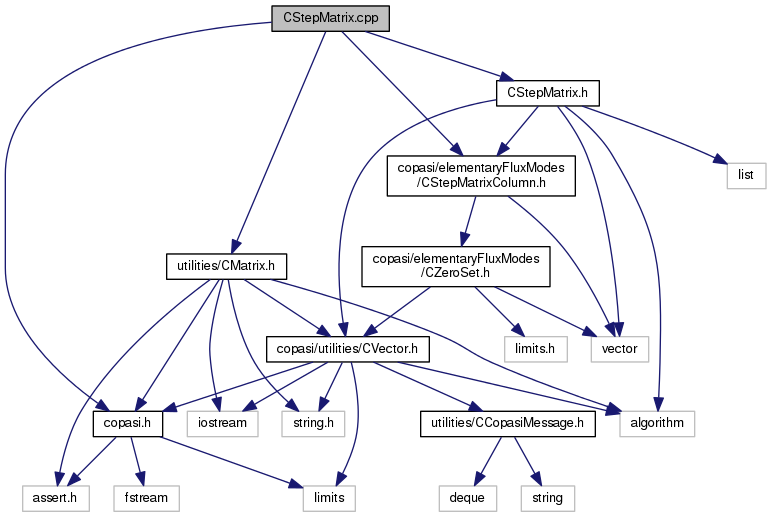 CStepMatrix.cpp
CStepMatrix.h
copasi/elementaryFluxModes
/CStepMatrixColumn.h
list
utilities/CMatrix.h
copasi/elementaryFluxModes
/CZeroSet.h
copasi/utilities/CVector.h
limits.h
vector
copasi.h
iostream
string.h
utilities/CCopasiMessage.h
algorithm
assert.h
fstream
limits
deque
string